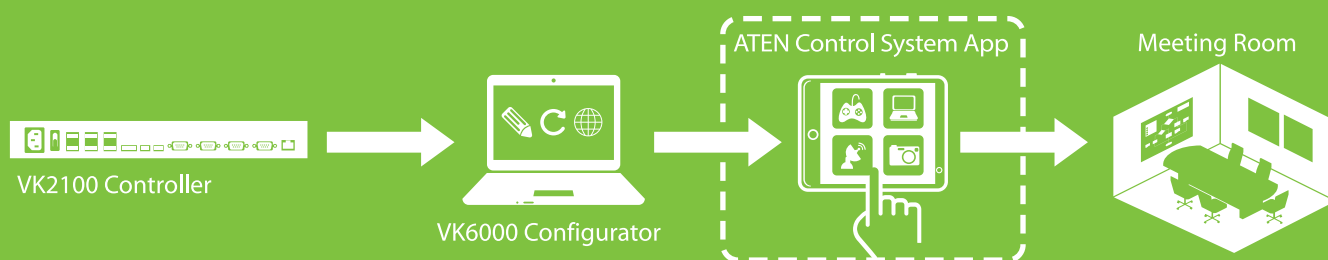 ATEN Control System App
Meeting Room
VK2100 Controller
VK6000 Configurator